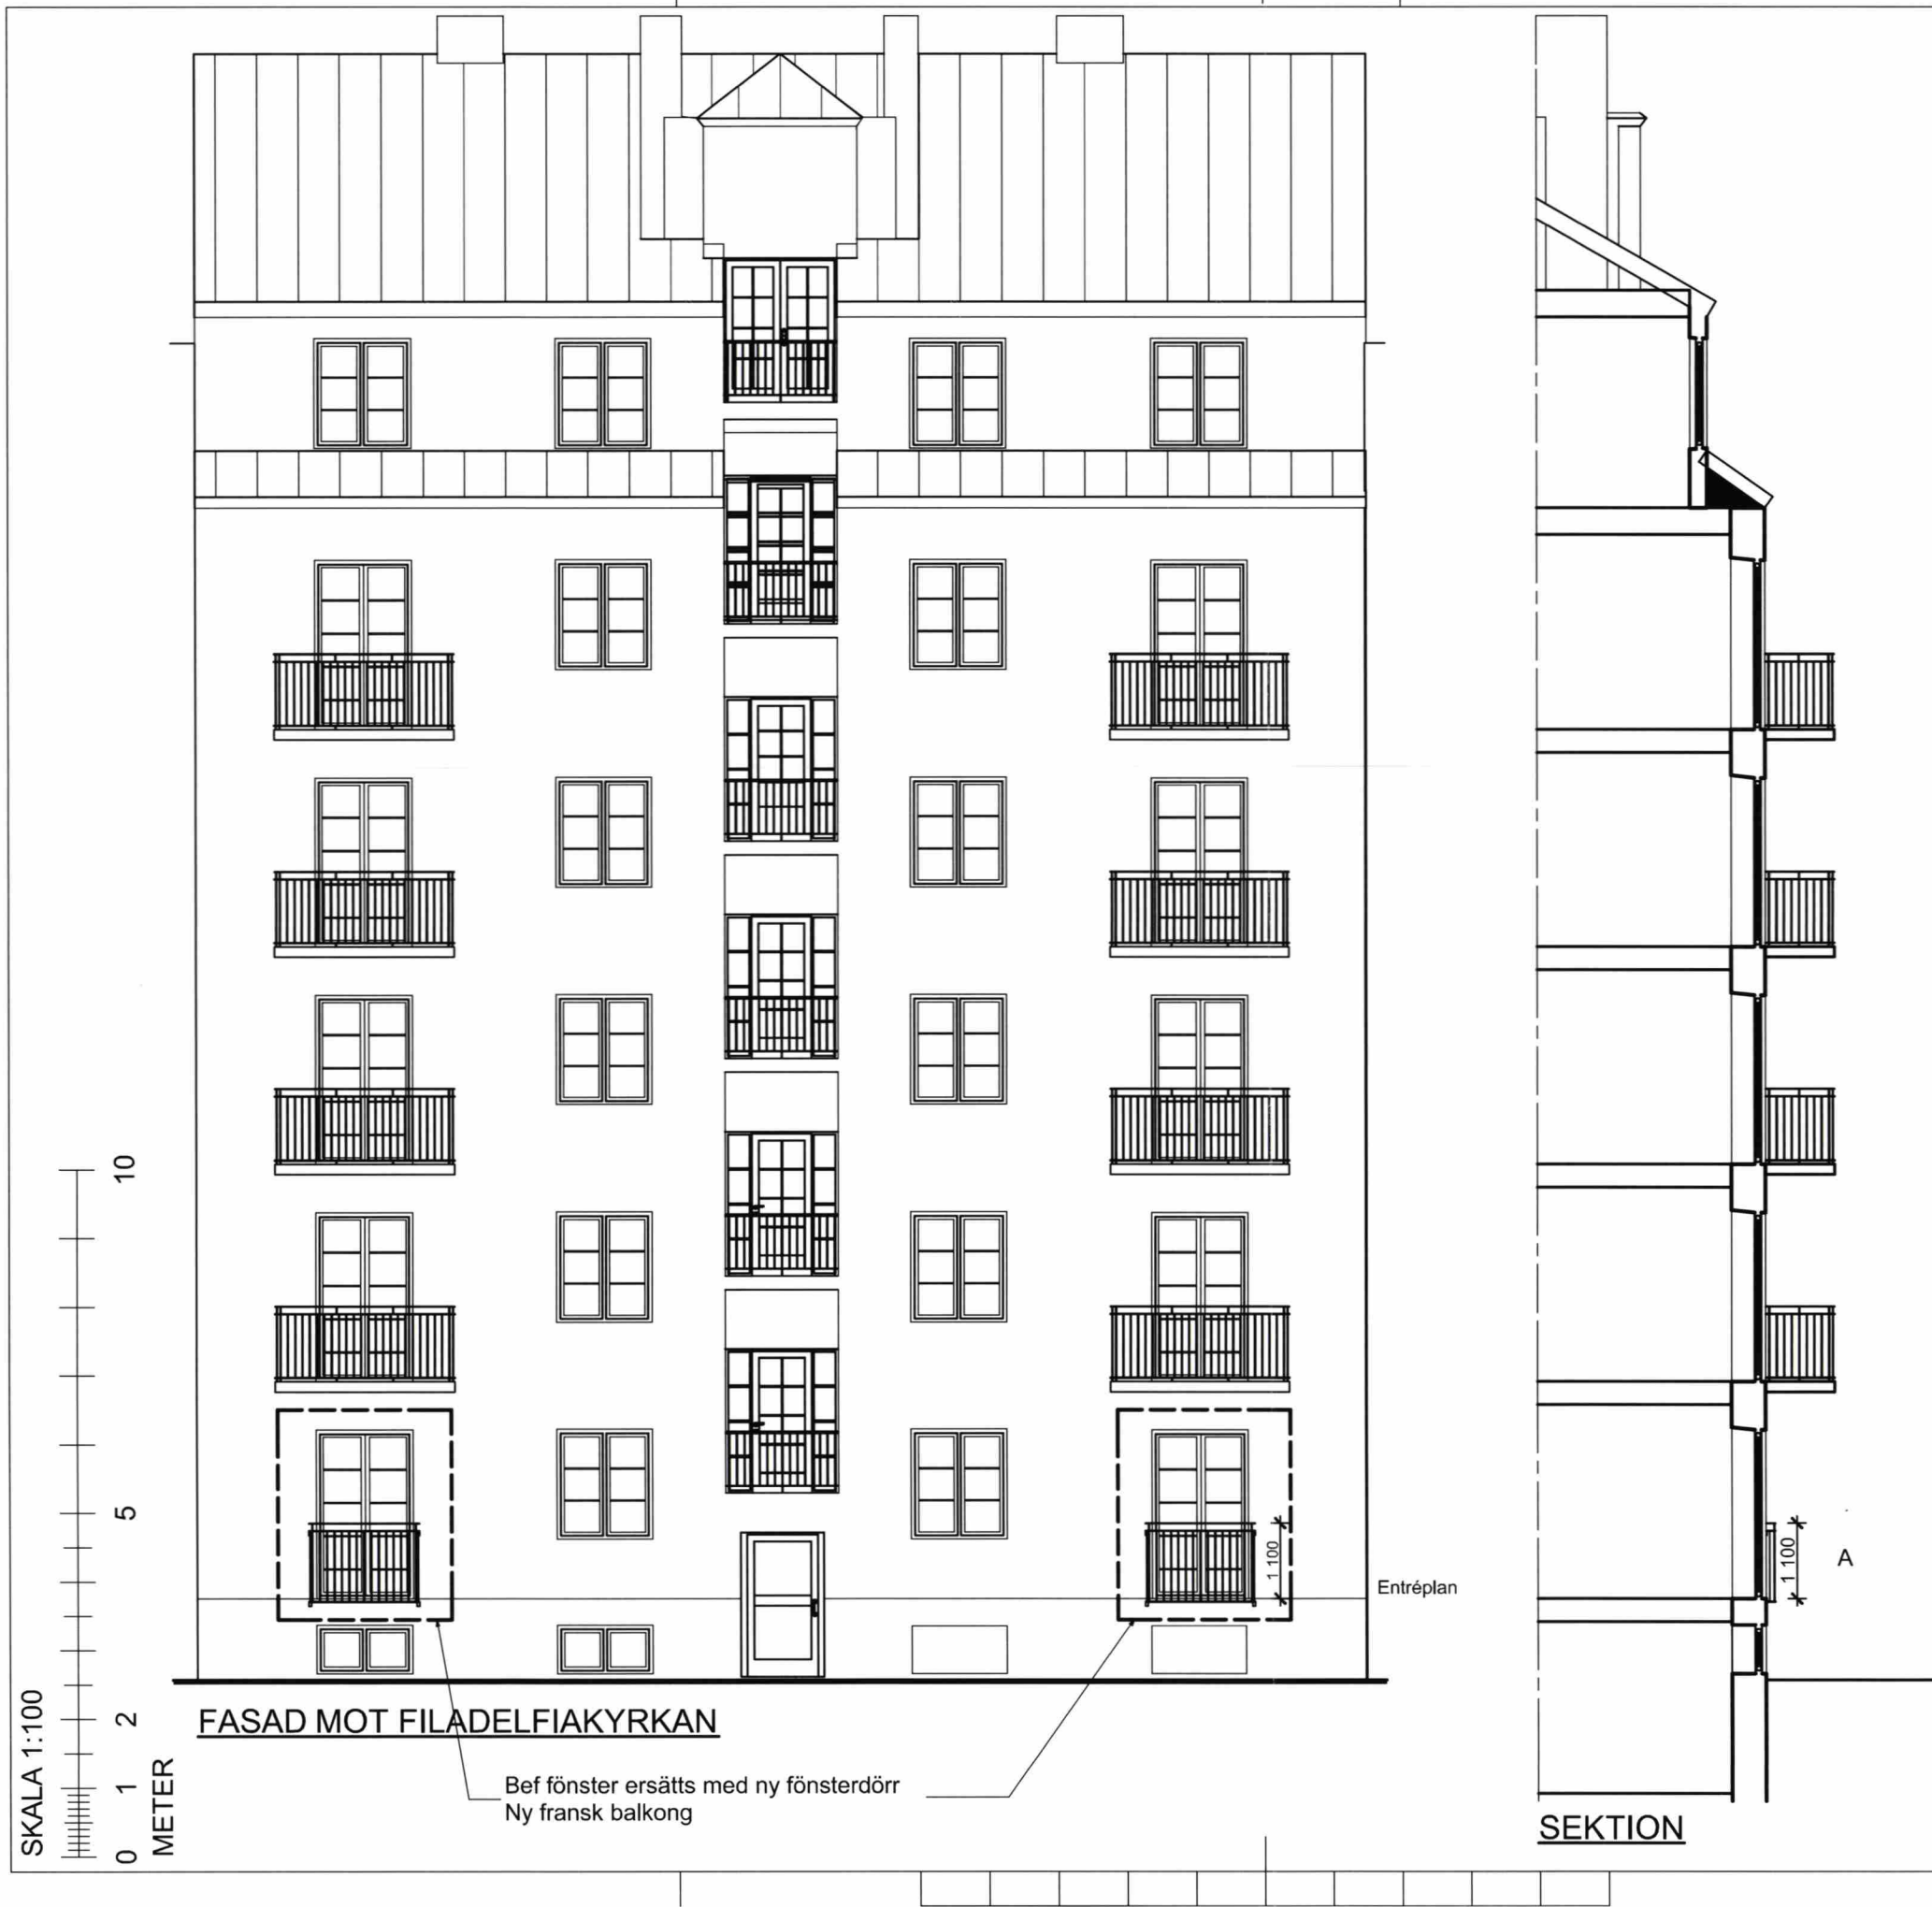 1 100
Entréplan
1 100
A
10
5
2
1
0
SKALA 1:100
METER
FASAD MOT FILADELFIAKYRKAN
Bef fönster ersätts med ny fönsterdörr
Ny fransk balkong
SEKTION